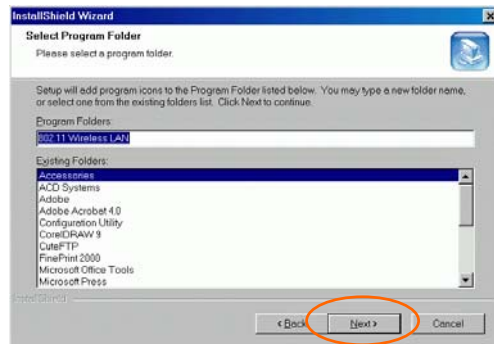 InstallShield Wizard
Select Program Folder
Please select a program folder.
Setup will add program icons to the Program Folder listed below. You may type a new folder name,
or select one from the existing folders list. Click Next to continue.
Program Folders:
802.11 Wireless LAN
Existing Folders:
Accessories
ACD Systems
Adobe
Adobe Acrobat 4.0
Configuration Utility
CorelDRAW 9
CuteFTP
FinePrint 2000
Microsoft Office Tools
Microsoft Press
InstallShield
< Back
Next >
Cancel